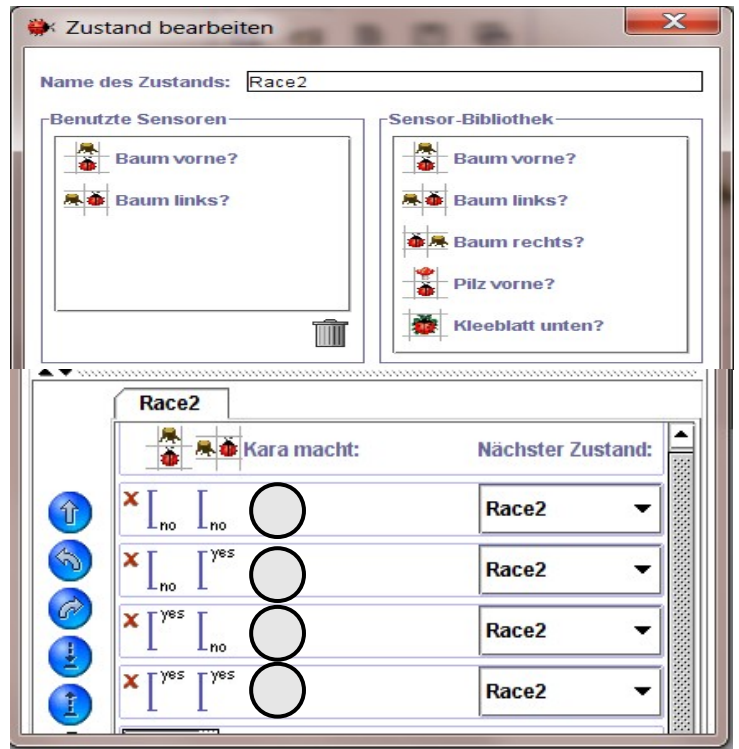 Zustand bearbeiten
Name des Zustands: Race2
Benutzte Sensoren
Baum vorne?
Baum links?
Sensor-Bibliothek
Baum vorne?
Baum links?
Baum rechts?
Pilz vorne?
Kleeblatt unten?
Race2
Kara macht: Nächster Zustand:
no no Race2
no yes Race2
yes no Race2
yes yes Race2